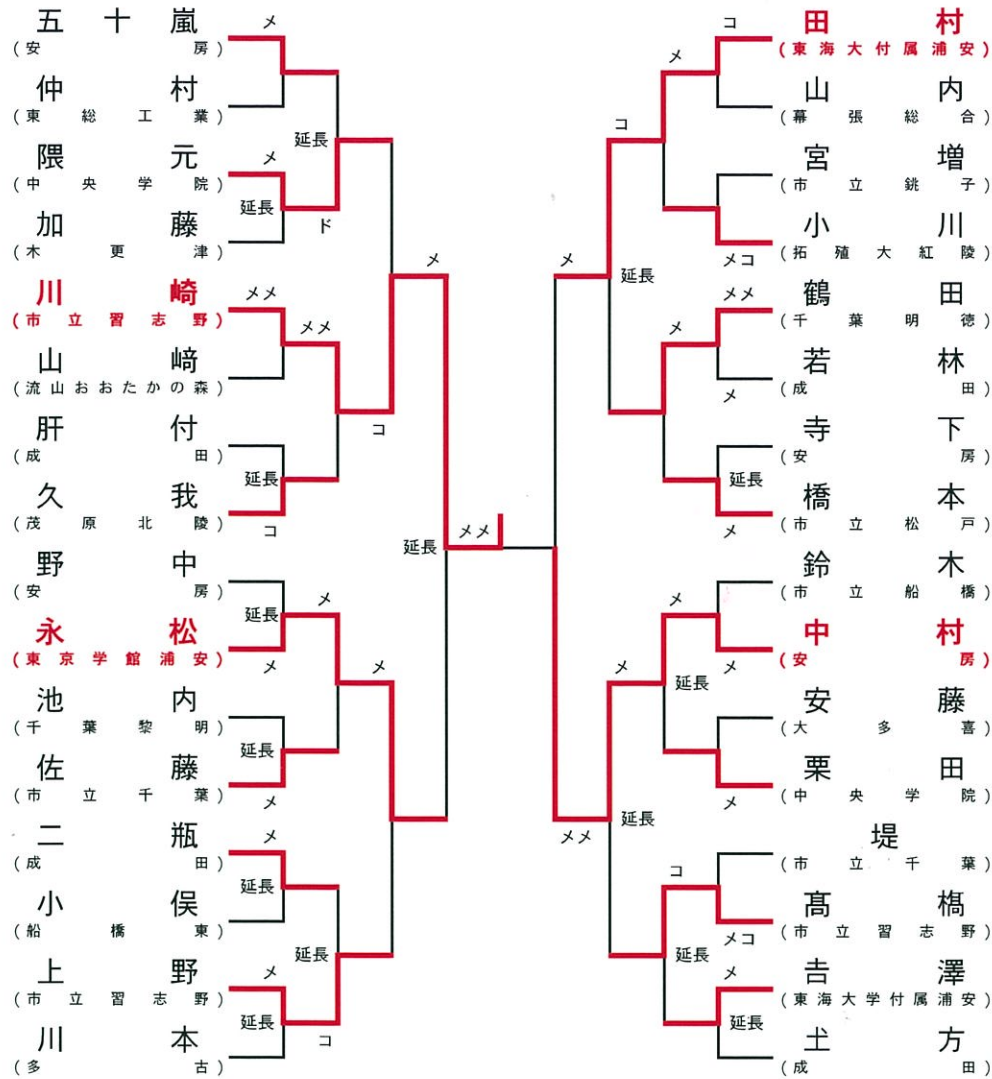 五十嵐
(安房)
メ
仲村
(東総工業)
延長
隈元
(中央学院)
メ
延長
ド
加藤
(木更津)
メ
川崎
(市立習志野)
メメ
メメ
山﨑
(流山おおたかの森)
コ
肝付
(成田)
延長
久我
(茂原北陵)
コ
延長
メメ
野中
(安房)
延長
メ
永松
(東京学館浦安)
メ
メ
池内
(千葉黎明)
延長
佐藤
(市立千葉)
メ
二瓶
(成田)
メ
延長
小俣
(船橋東)
延長
上野
(市立習志野)
メ
延長
コ
川本
(多古)
コ
田村
(東海大付属浦安)
メ
山内
(幕張総合)
コ
宮増
(市立銚子)
小川
(拓殖大紅陵)
メコ
メ
延長
鶴田
(千葉明徳)
メメ
メ
若林
(成田)
メ
寺下
(安房)
延長
橋本
(市立松戸)
メ
鈴木
(市立船橋)
メ
中村
(安房)
メ
メ
延長
安藤
(大多喜)
栗田
(中央学院)
メ
メメ
延長
堤
(市立千葉)
コ
髙槗
(市立習志野)
メコ
延長
𠮷澤
(東海大学付属浦安)
メ
延長
土方
(成田)